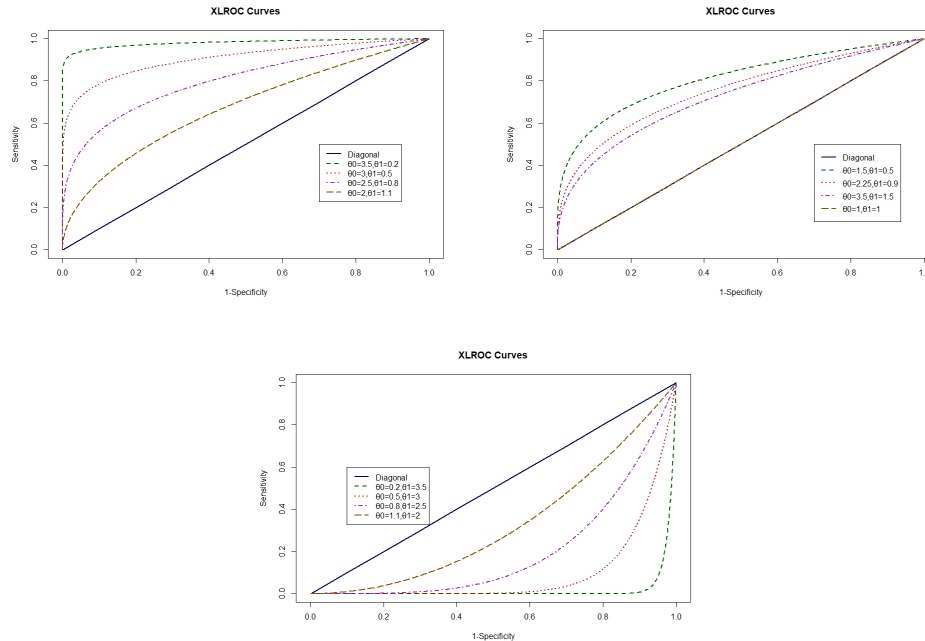 XLROC Curves
Sensitivity
0.0 0.2 0.4 0.6 0.8 1.0
Diagonal
θ0=3.5,θ1=0.2
θ0=3,θ1=0.5
θ0=2.5,θ1=0.8
θ0=2,θ1=1.1
0.0 0.2 0.4 0.6 0.8 1.0
1-Specificity
XLROC Curves
Sensitivity
0.0 0.2 0.4 0.6 0.8 1.0
Diagonal
θ0=1.5,θ1=0.5
θ0=2.25,θ1=0.9
θ0=3.5,θ1=1.5
θ0=1,θ1=1
0.0 0.2 0.4 0.6 0.8 1.
1-Specificity
XLROC Curves
Sensitivity
0.0 0.2 0.4 0.6 0.8 1.0
Diagonal
θ0=0.2,θ1=3.5
θ0=0.5,θ1=3
θ0=0.8,θ1=2.5
θ0=1.1,θ1=2
0.0 0.2 0.4 0.6 0.8 1.0
1-Specificity